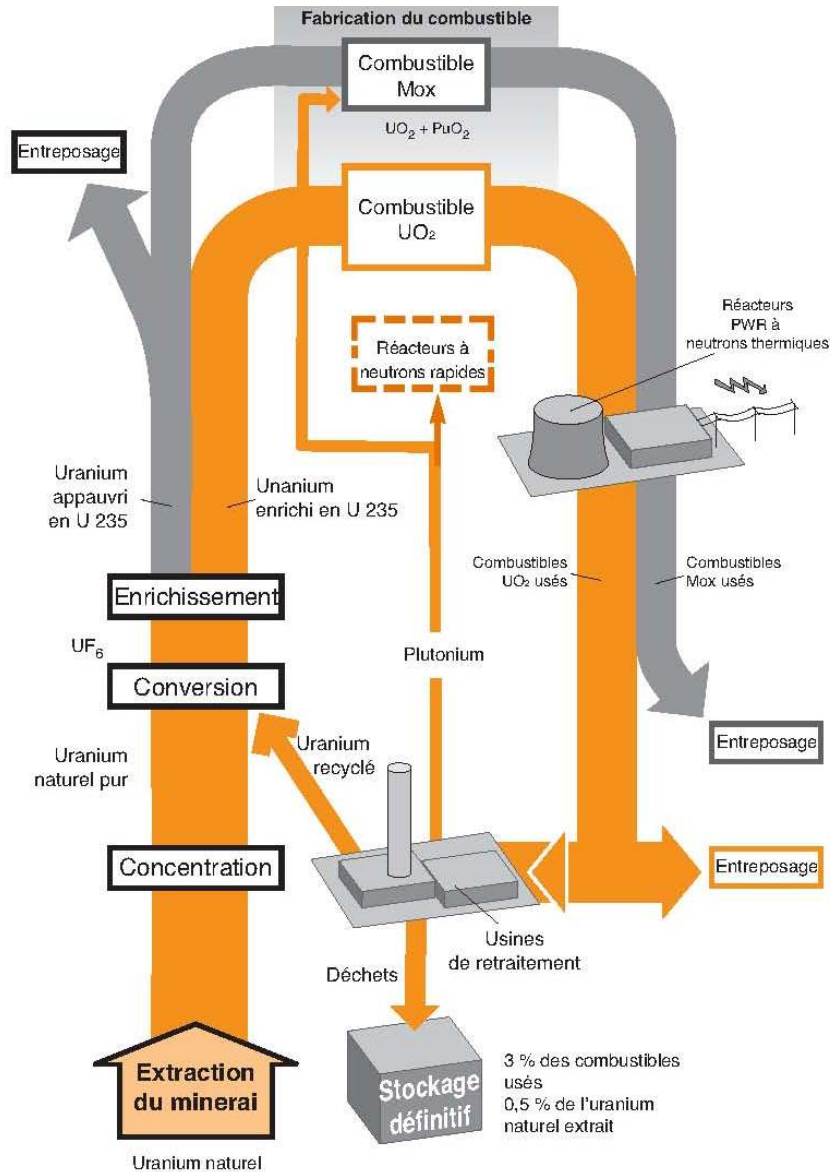 Fabrication du combustible
Combustible
Mox
UO2 + PuO2
Entreposage
Combustible
UO2
Réacteurs
PWR à
neutrons thermiques
Réacteurs à
neutrons rapides
Uranium
appauvri
en U 235
Unanium
enrichi en U 235
Combustibles
UO2 usés
Combustibles
Mox usés
Enrichissement
UF6
Plutonium
Conversion
Uranium
recyclé
Entreposage
Uranium
naturel pur
Concentration
Entreposage
Usines
de retraitement
Déchets
Extraction
du minerai
Stockage
définitif
3 % des combustibles
usés
0,5 % de l'uranium
naturel extrait
Uranium naturel